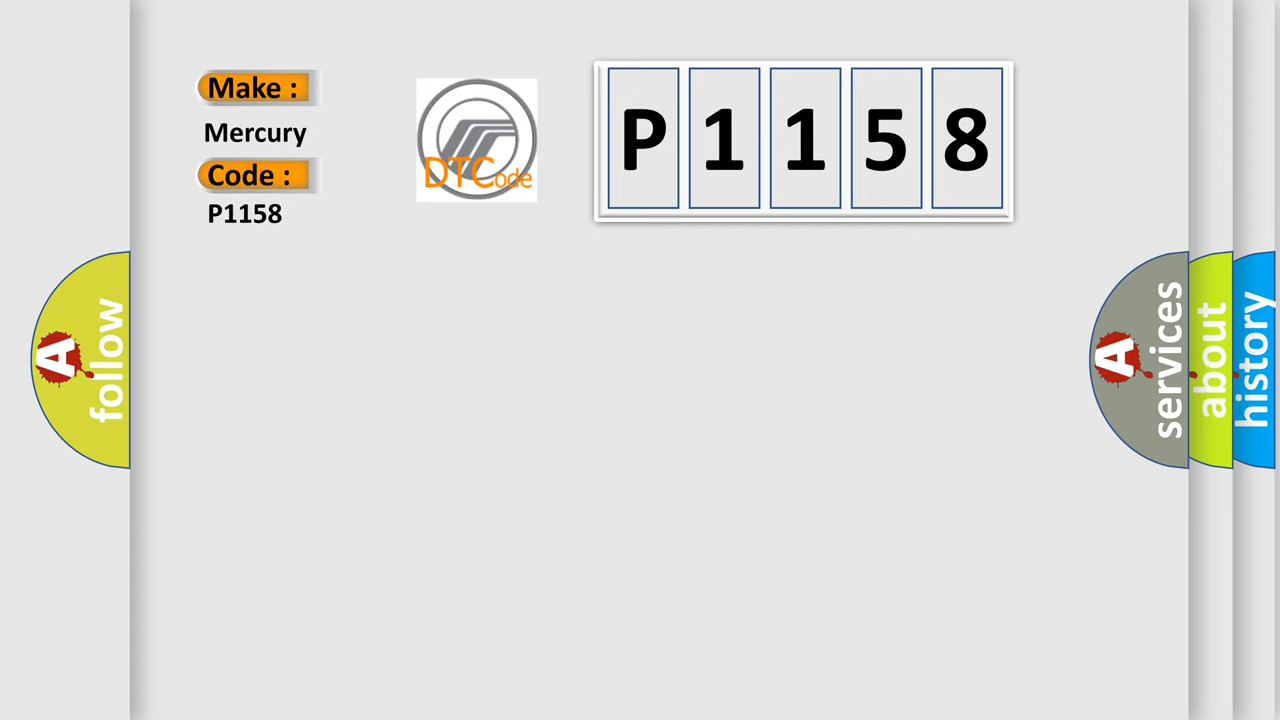 Make :
Mercury
Code :
P1158
DTCode
P 1 1 5 8
A follow
A services
about
history